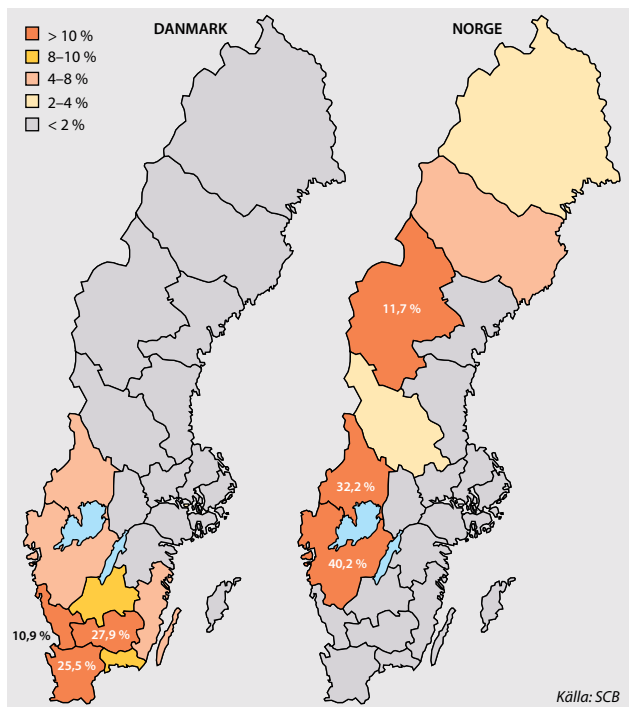 DANMARK
NORGE
> 10 %
8–10 %
4–8 %
2–4 %
< 2 %
11,7 %
32,2 %
40,2 %
10,9 %
27,9 %
25,5 %
Källa: SCB